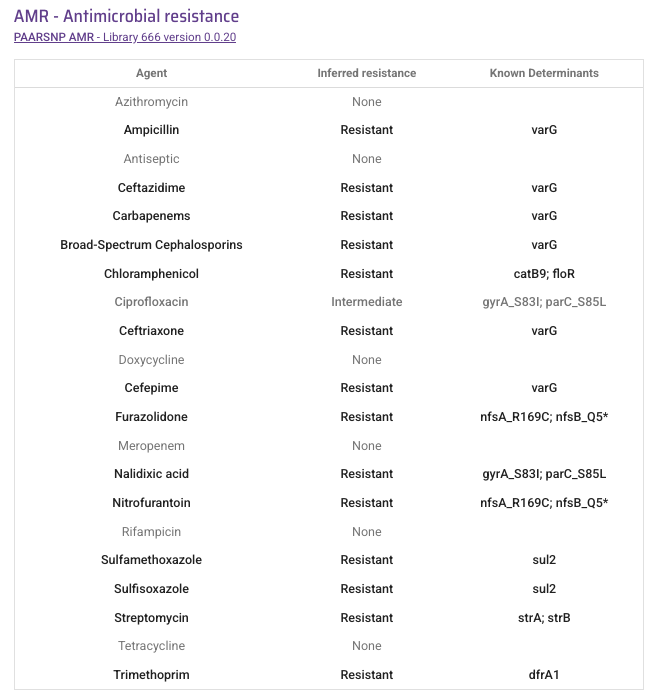 AMR - Antimicrobial resistance
PAARSNP AMR - Library 666 version 0.0.20
Agent Inferred resistance Known Determinants
Azithromycin None
Ampicillin Resistant varG
Antiseptic None
Ceftazidime Resistant varG
Carbapenems Resistant varG
Broad-Spectrum Cephalosporins Resistant varG
Chloramphenicol Resistant catB9; floR
Ciprofloxacin Intermediate gyrA_S83I; parC_S85L
Ceftriaxone Resistant varG
Doxycycline None
Cefepime Resistant varG
Furazolidone Resistant nfsA_R169C; nfsB_Q5*
Meropenem None
Nalidixic acid Resistant gyrA_S83I; parC_S85L
Nitrofurantoin Resistant nfsA_R169C; nfsB_Q5*
Rifampicin None
Sulfamethoxazole Resistant sul2
Sulfisoxazole Resistant sul2
Streptomycin Resistant strA; strB
Tetracycline None
Trimethoprim Resistant dfrA1